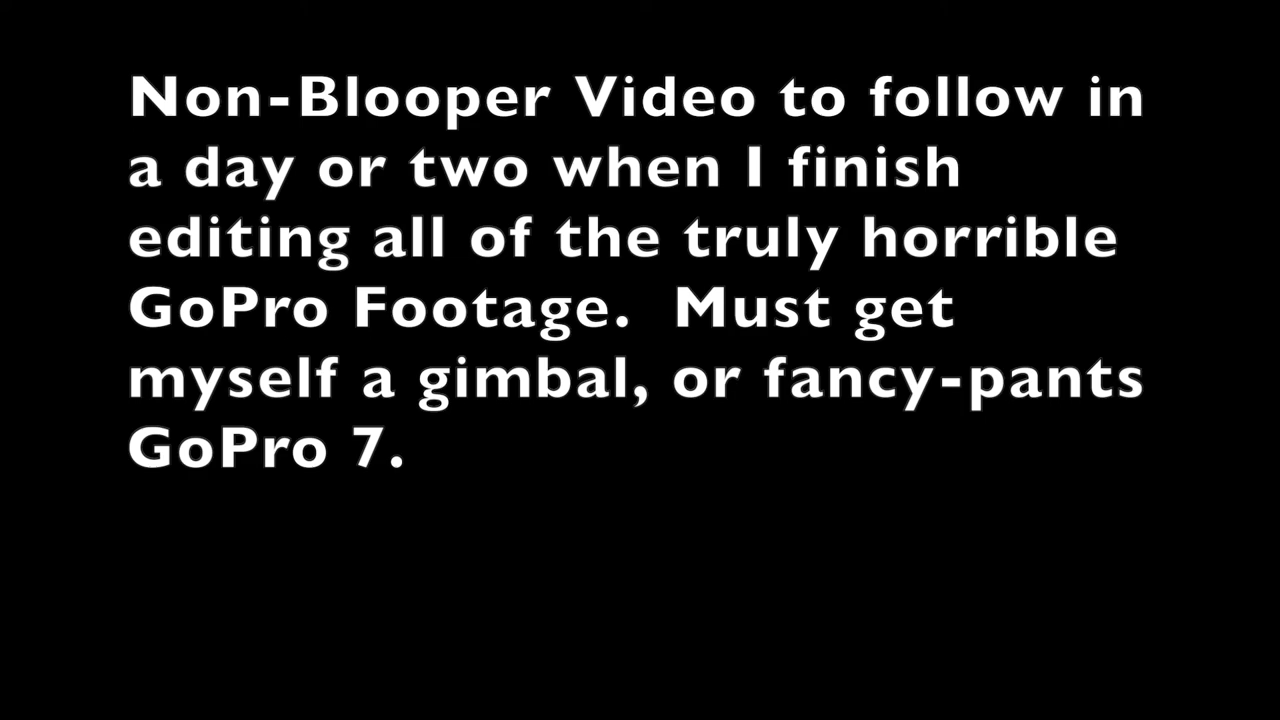 Non-Blooper Video to follow in
a day or two when I finish
editing all of the truly horrible
GoPro Footage.  Must get
myself a gimbal, or fancy-pants
GoPro 7.